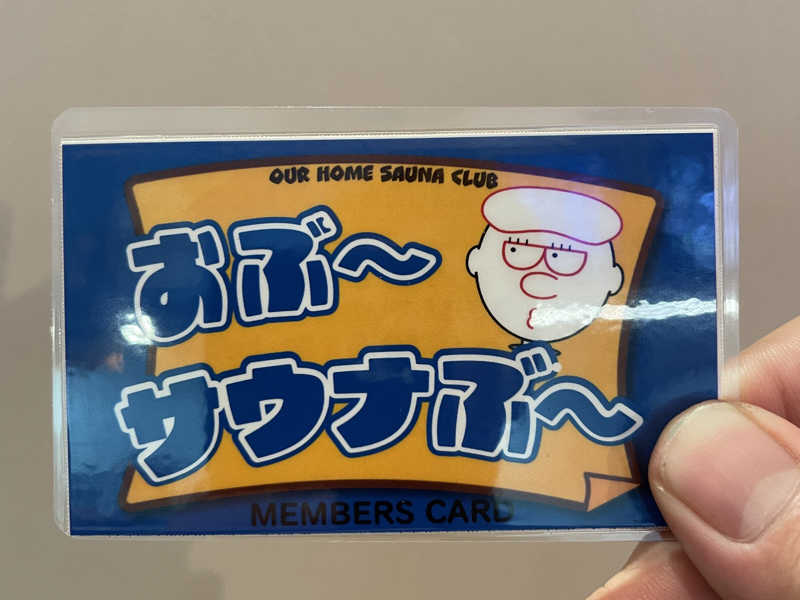 OUR HOME SAUNA CLUB
おぶ〜
サウナぶ〜
MEMBERS CARD